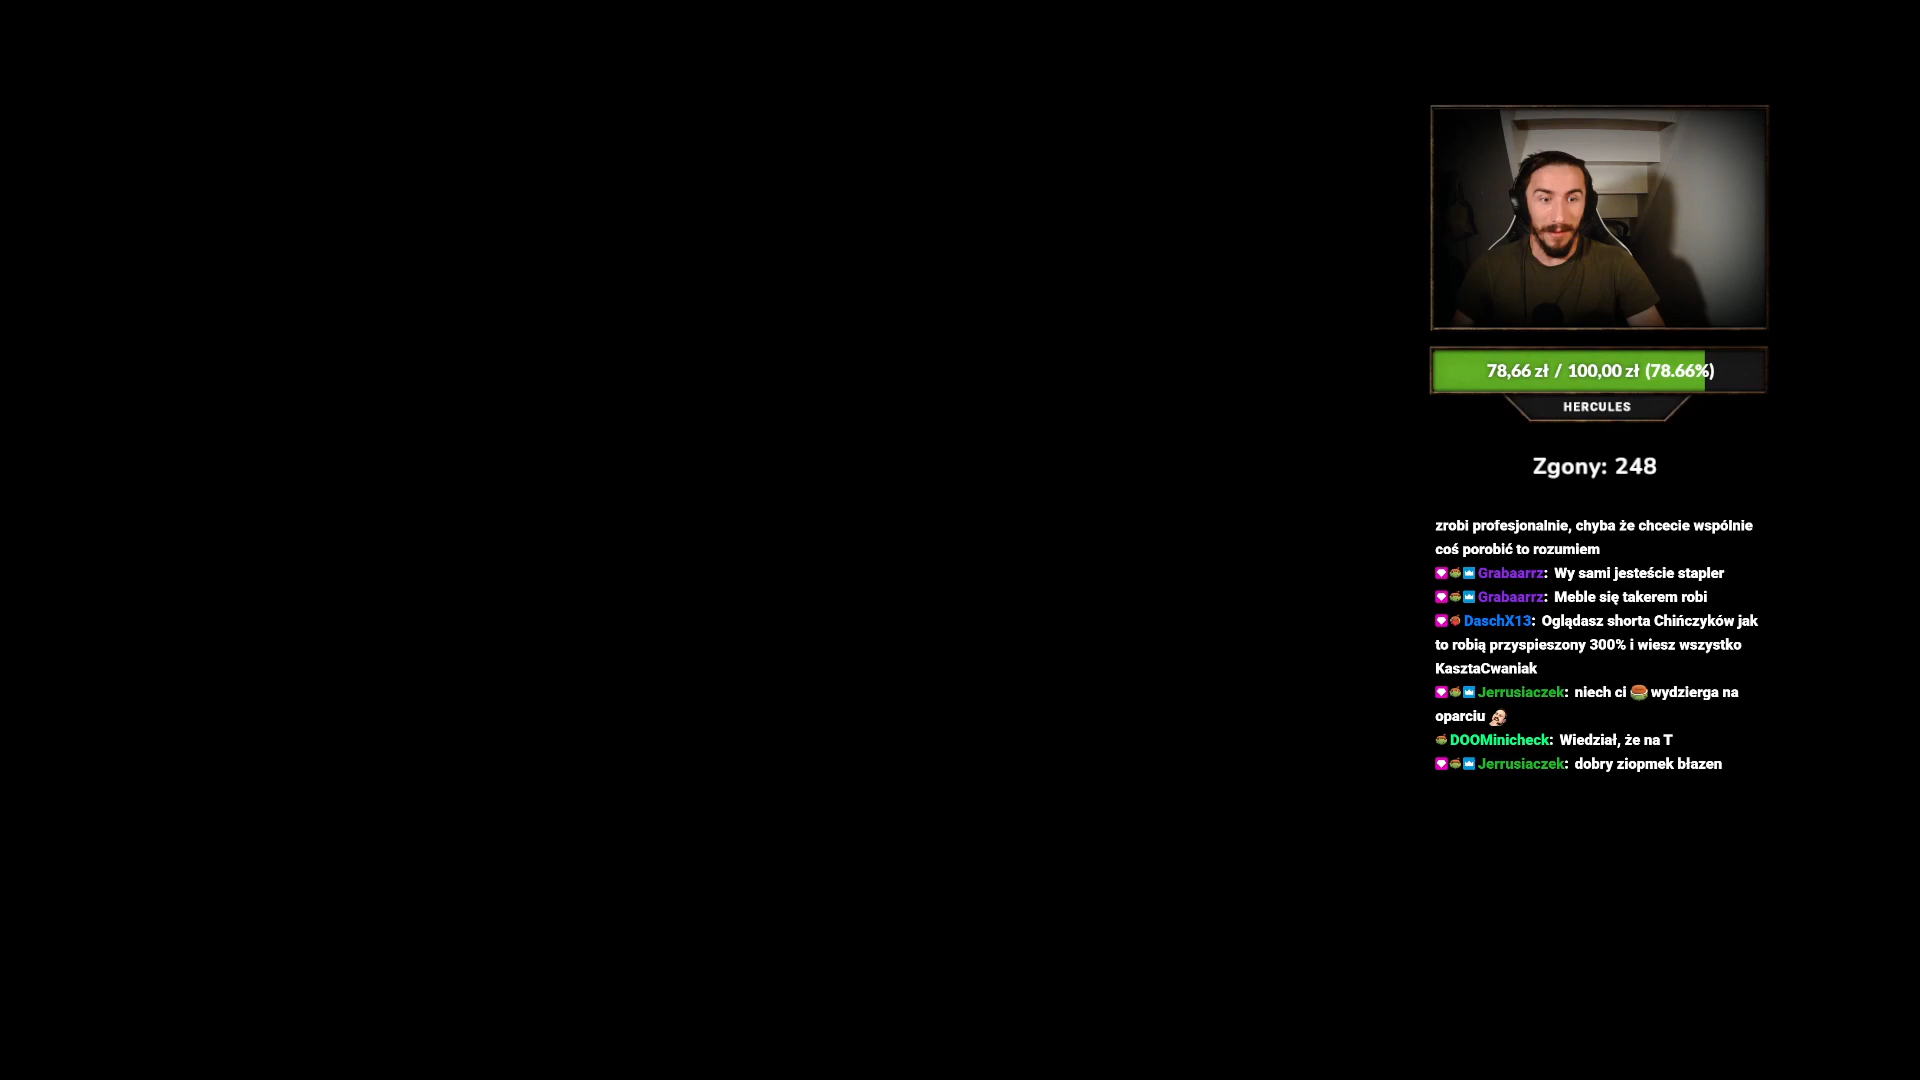 78,66 zł / 100,00 zł (78.66%)
HERCULES
Zgony: 248
zrobi profesjonalnie, chyba że chcecie wspólnie
coś porobić to rozumiem
Grabaarrz: Wy sami jesteście stapler
Grabaarrz: Meble się takerem robi
DaschX13: Oglądasz shorta Chińczyków jak
to robią przyspieszony 300% i wiesz wszystko
KasztaCwaniak
Jerrusiaczek: niech ci wydzierga na
oparciu
DOOMinicheck: Wiedział, że na T
Jerrusiaczek: dobry ziopmek błazen